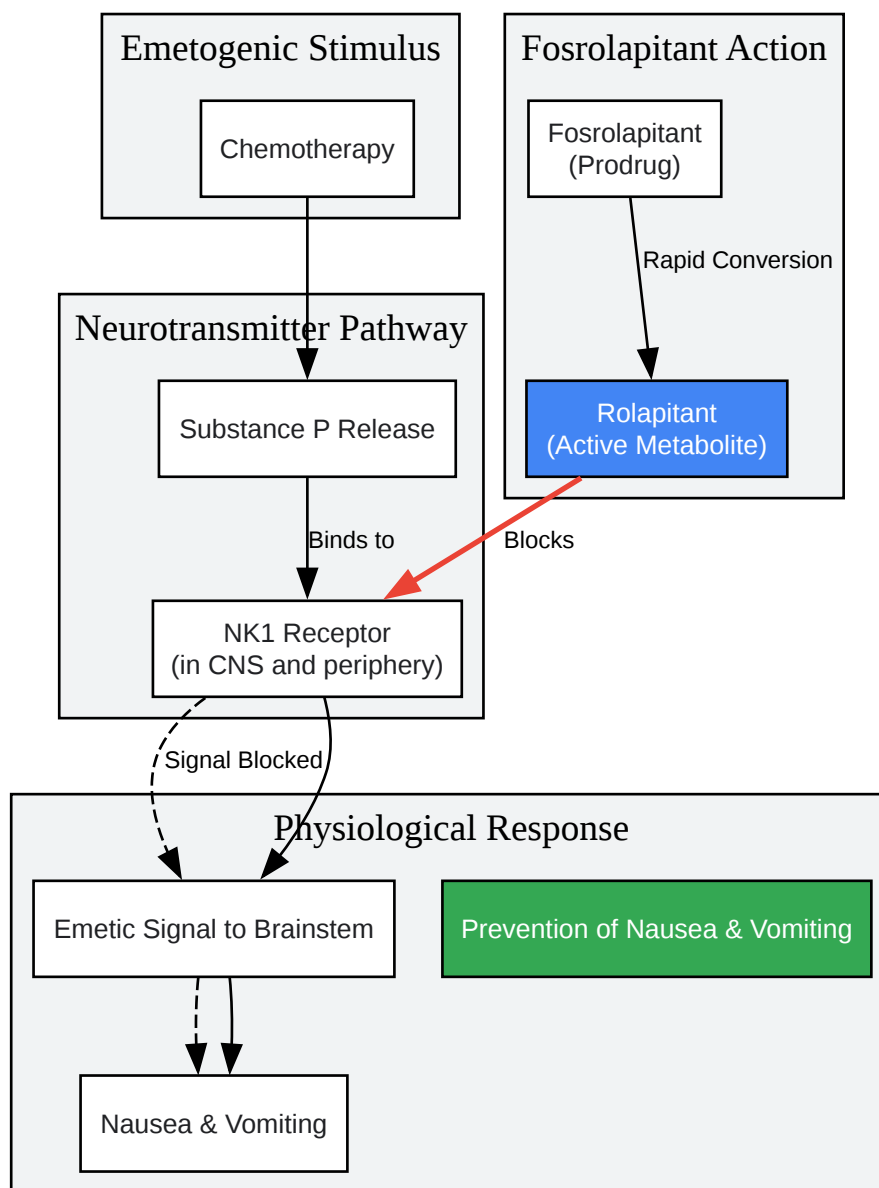 Emetogenic Stimulus
Fosrolapitant Action
Chemotherapy
Fosrolapitant
(Prodrug)
Rapid Conversion
Neurotransmitter Pathway
Substance P Release
Rolapitant
(Active Metabolite)
Binds to
Blocks
NK1 Receptor
(in CNS and periphery)
Signal Blocked
Physiological Response
Emetic Signal to Brainstem
Prevention of Nausea & Vomiting
Nausea & Vomiting